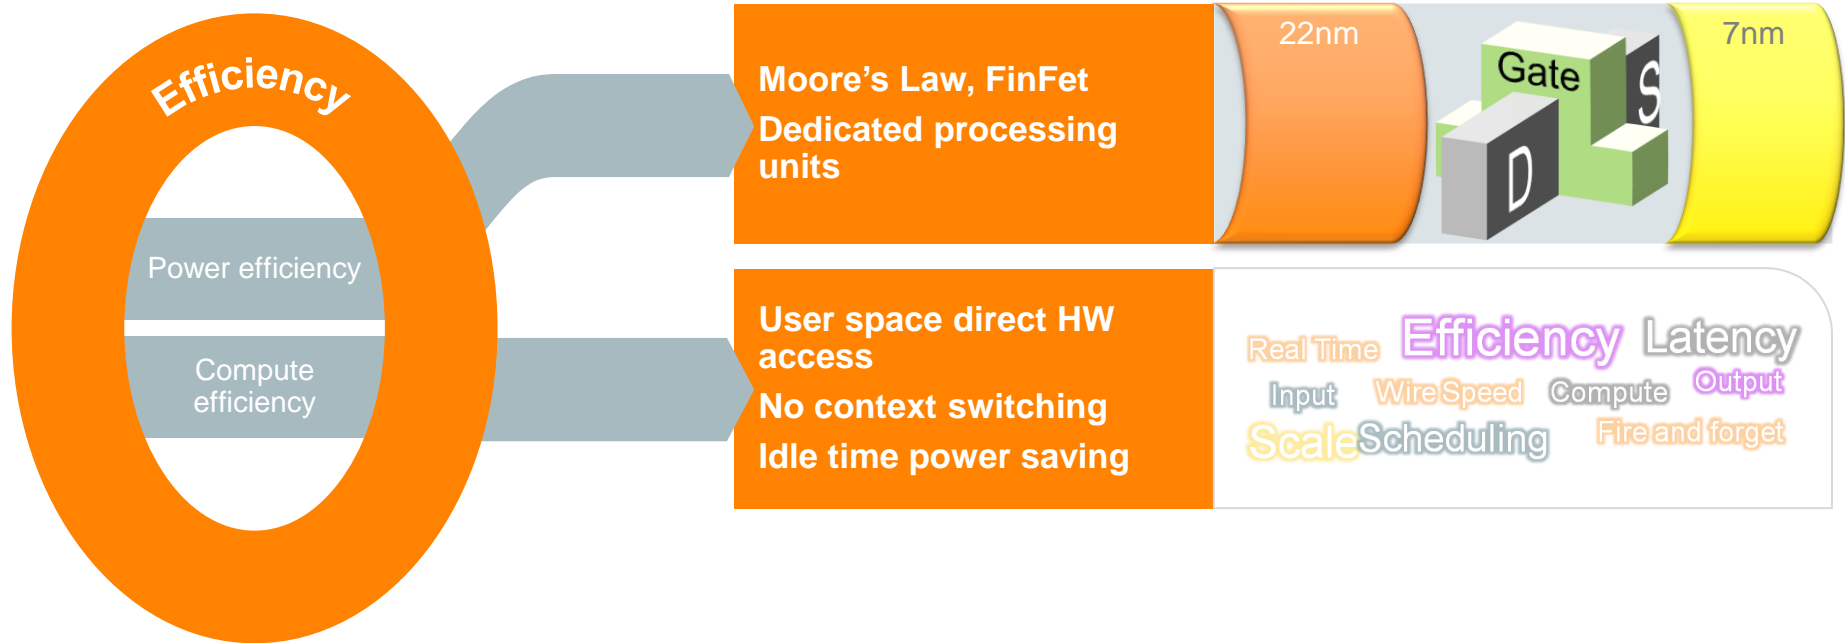 Efficiency
Power efficiency
Compute
efficiency
Moore's Law, FinFet
Dedicated processing
units
22nm
Gate
S
D
7nm
User space direct HW
access
No context switching
Idle time power saving
Real Time
Efficiency
Latency
Input
Wire Speed
Compute
Output
Scale
Scheduling
Fire and forget